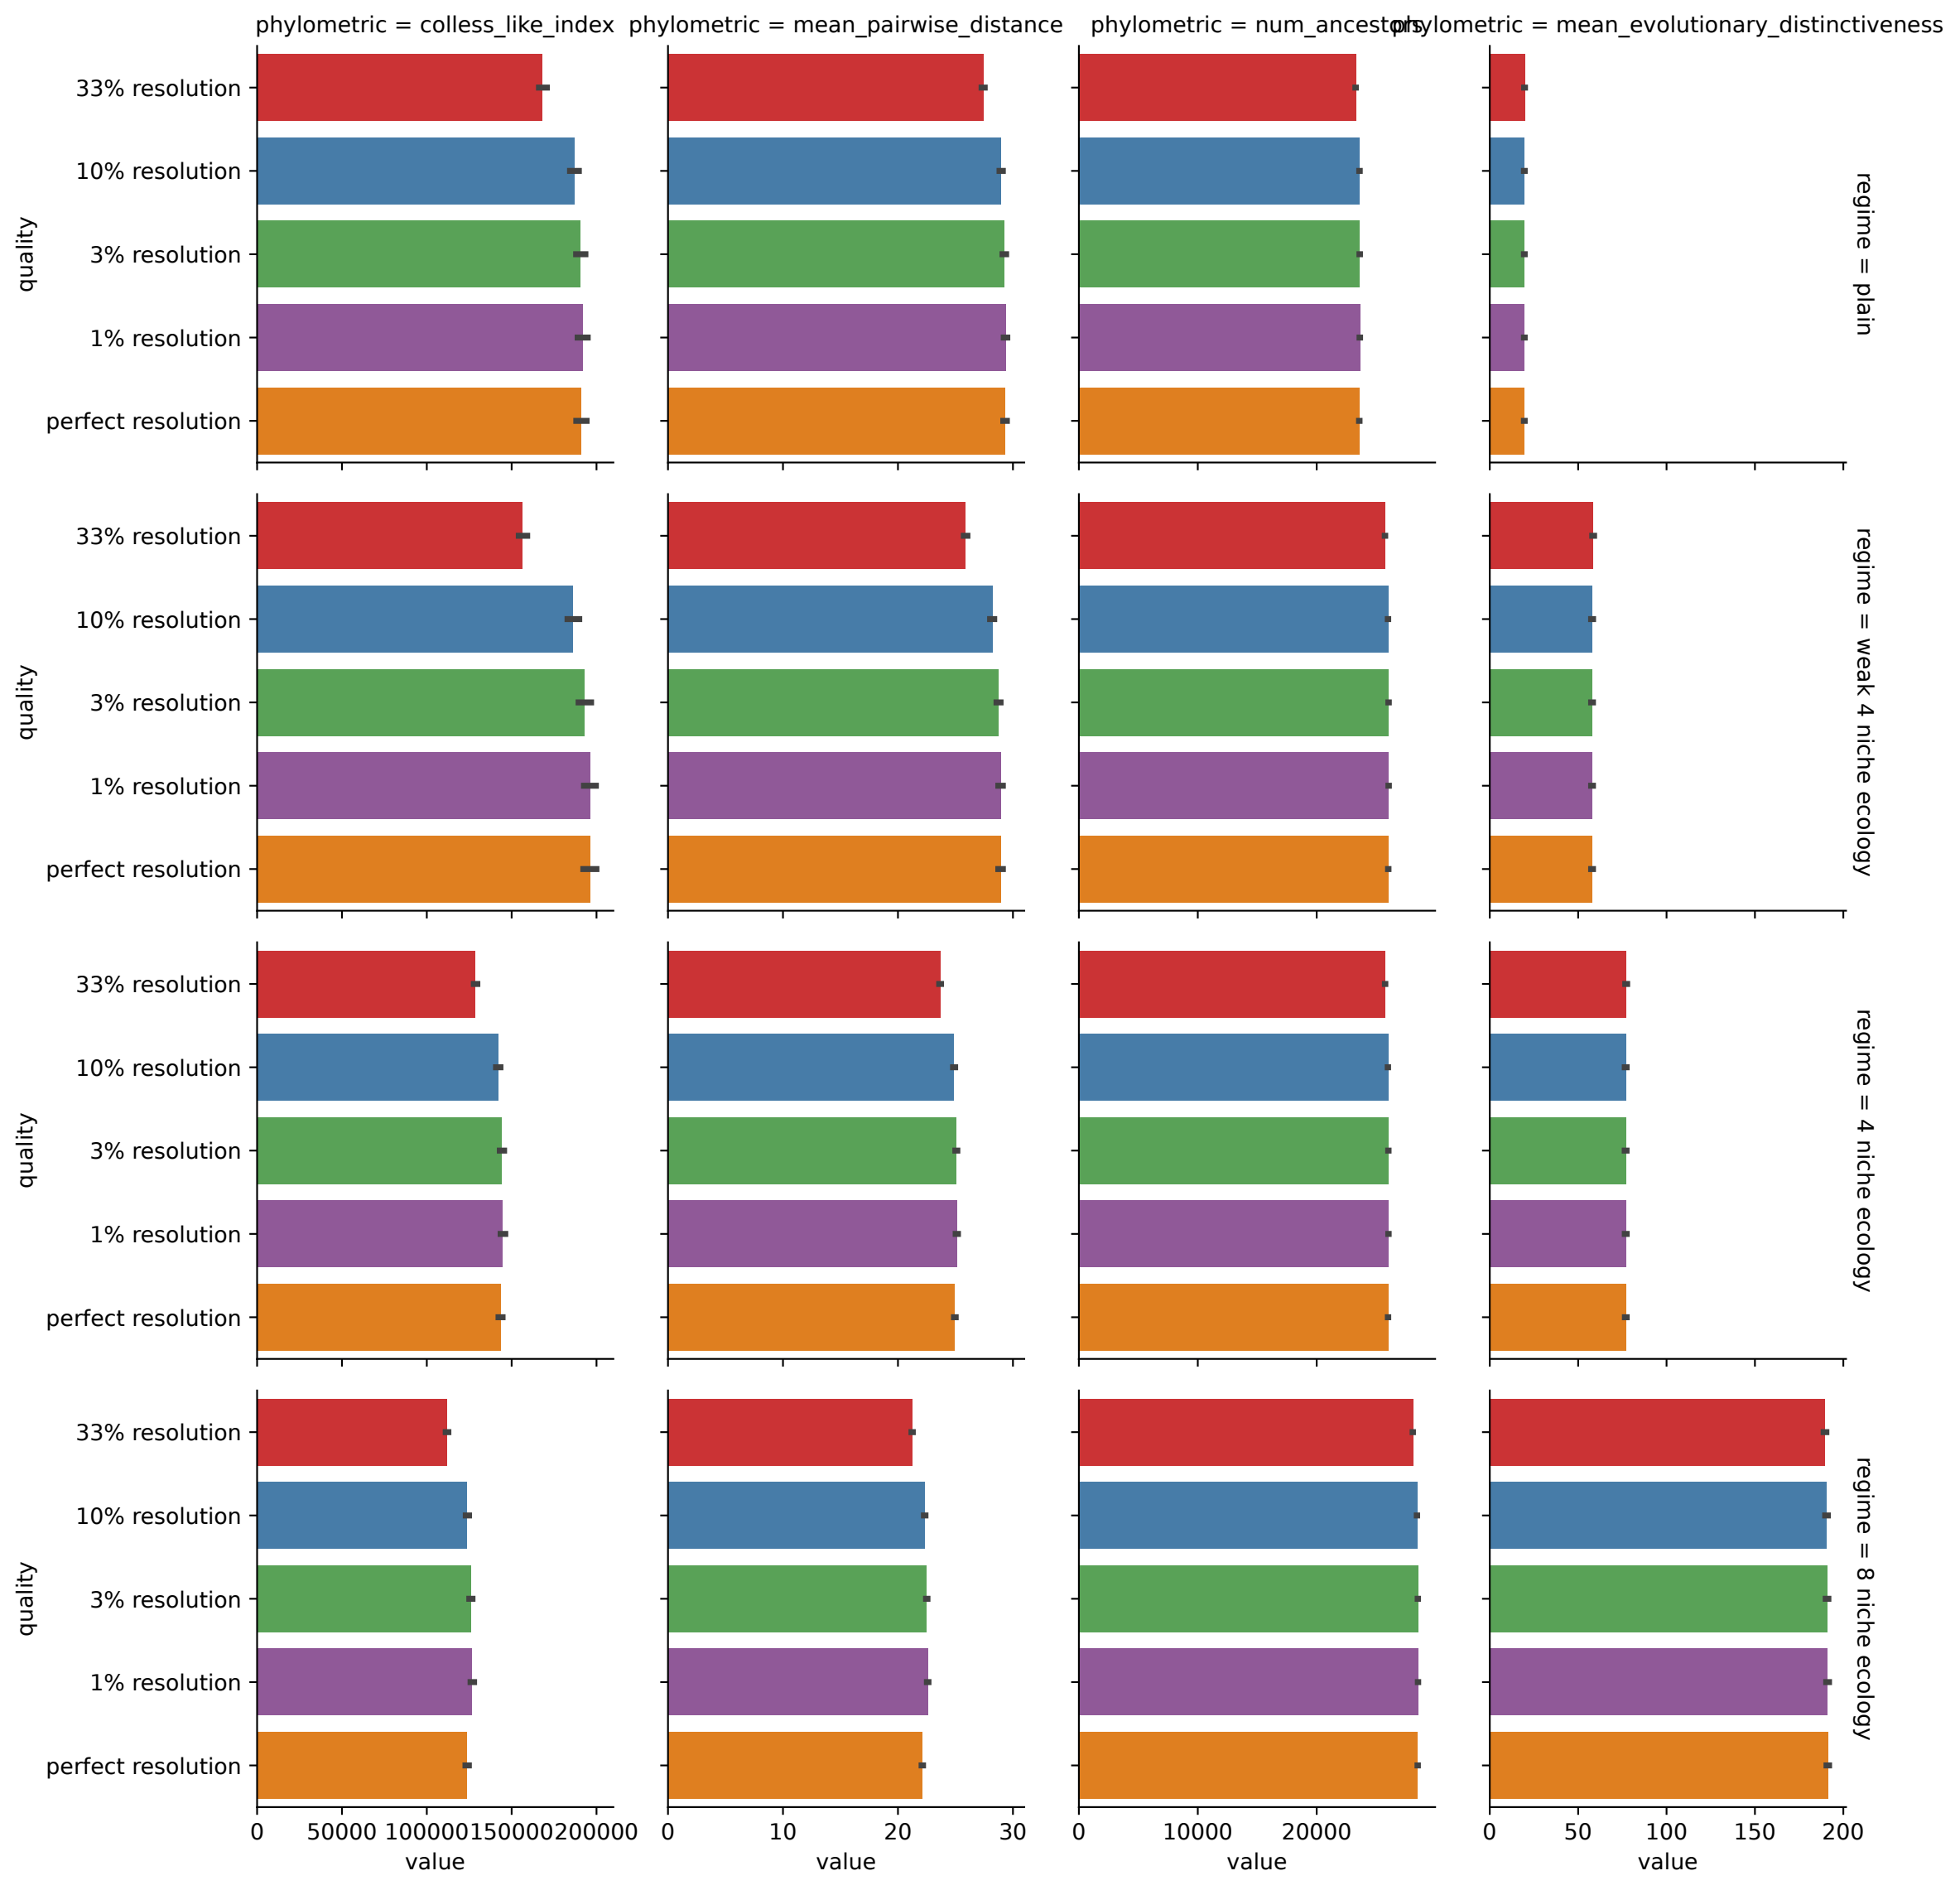 phylometric = colless_like_index
phylometric = mean_pairwise_distance
phylometric = num_ancestors
phylometric = mean_evolutionary_distinctiveness
quality
33% resolution
10% resolution
3% resolution
1% resolution
perfect resolution
regime = plain
quality
33% resolution
10% resolution
3% resolution
1% resolution
perfect resolution
regime = weak 4 niche ecology
quality
33% resolution
10% resolution
3% resolution
1% resolution
perfect resolution
regime = 4 niche ecology
quality
33% resolution
10% resolution
3% resolution
1% resolution
perfect resolution
regime = 8 niche ecology
0 50000 100000 150000 200000
value
0 10 20 30
value
0 10000 20000
value
0 50 100 150 200
value